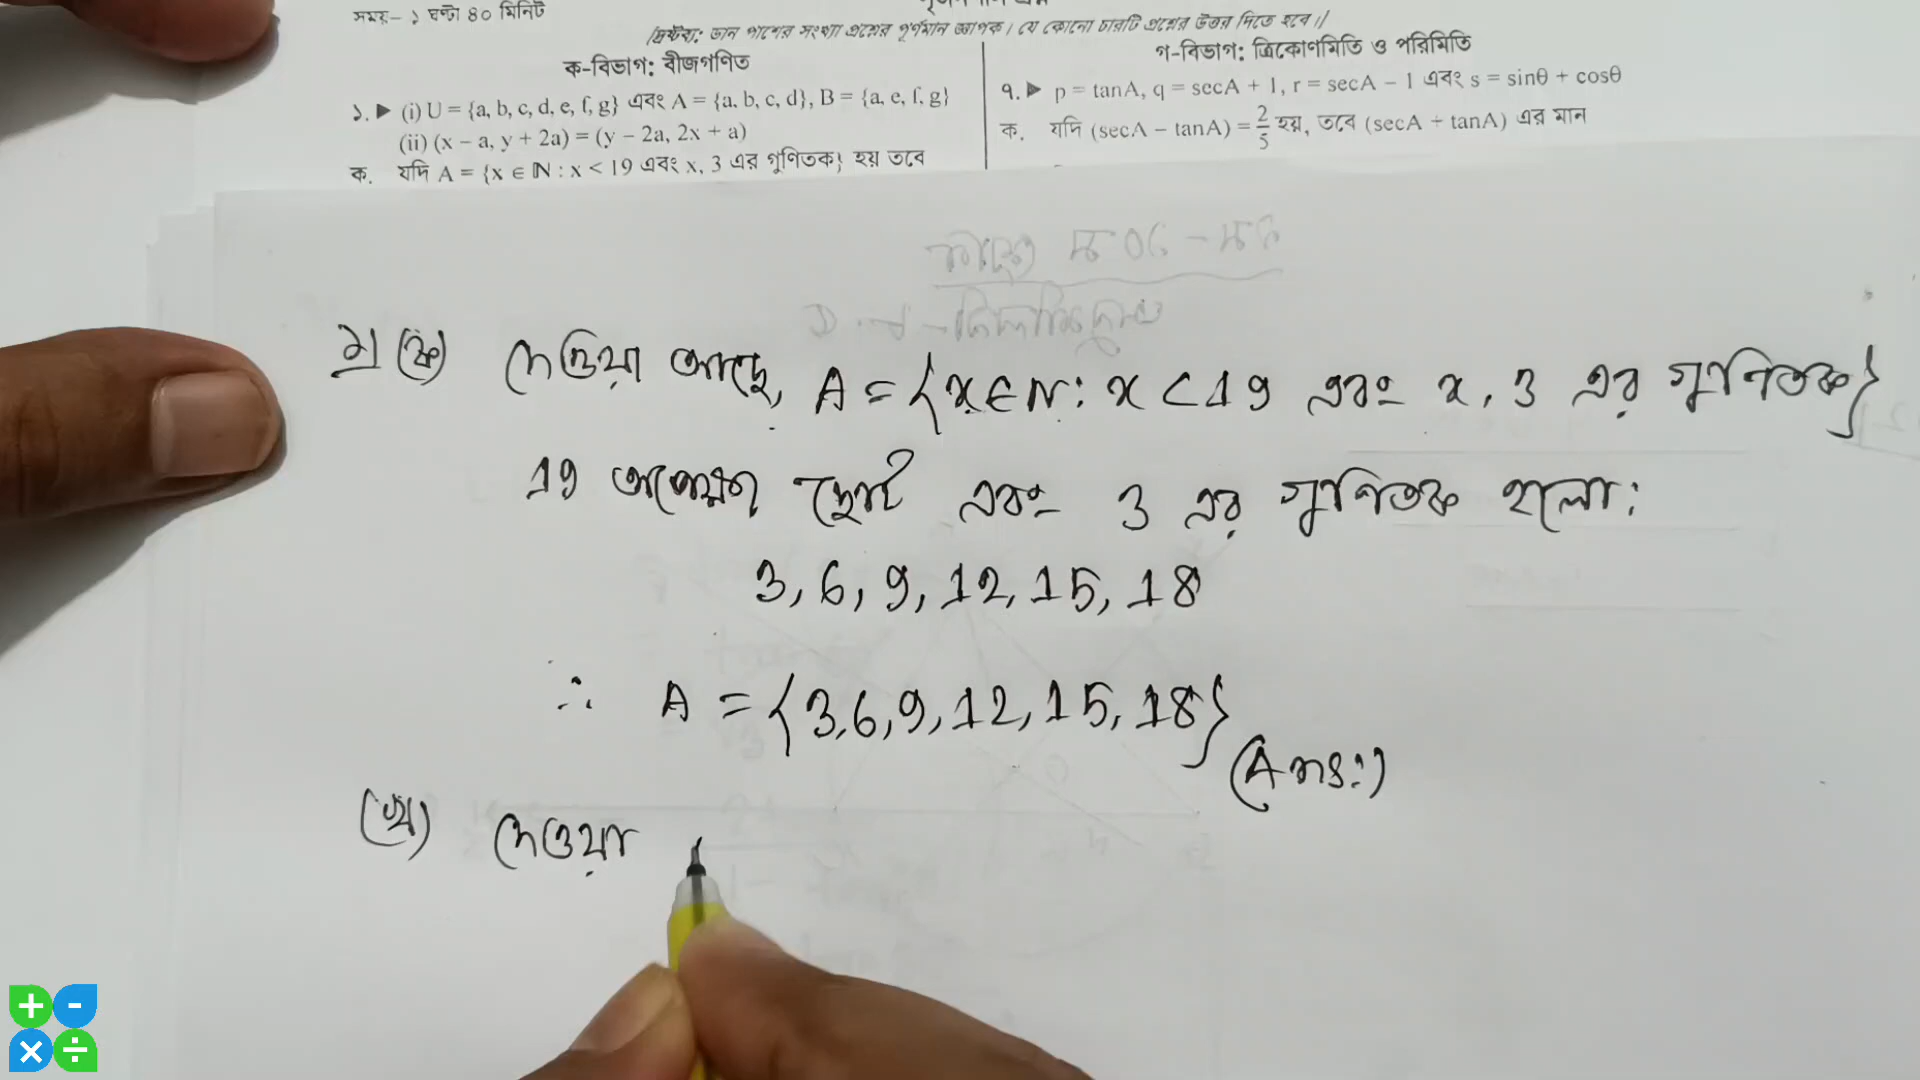 সময়– ১ ঘণ্টা ৪০ মিনিট
[দ্রষ্টব্য: ডান পাশের সংখ্যা প্রশ্নের পূর্ণমান জ্ঞাপক। যে কোনো চারটি প্রশ্নের উত্তর দিতে হবে।]
ক-বিভাগ: বীজগণিত
১. ▶ (i) U = {a, b, c, d, e, f, g} এবং A = {a, b, c, d}, B = {a, e, f, g}
(ii) (x – a, y + 2a) = (y – 2a, 2x + a)
ক. যদি A = {x ∈ N : x < 19 এবং x, 3 এর গুণিতক} হয় তবে
গ-বিভাগ: ত্রিকোণমিতি ও পরিমিতি
৭. ▶ p = tanA, q = secA + 1, r = secA – 1 এবং s = sinθ + cosθ
ক. যদি (secA – tanA) = 2/5 হয়, তবে (secA + tanA) এর মান
১। (ক) দেওয়া আছে, A = {x ∈ N : x < 19 এবং x, 3 এর গুণিতক}
19 অপেক্ষা ছোট এবং 3 এর গুণিতক হলো:
3, 6, 9, 12, 15, 18
∴ A = {3, 6, 9, 12, 15, 18}
(Ans:)
(খ) দেওয়া